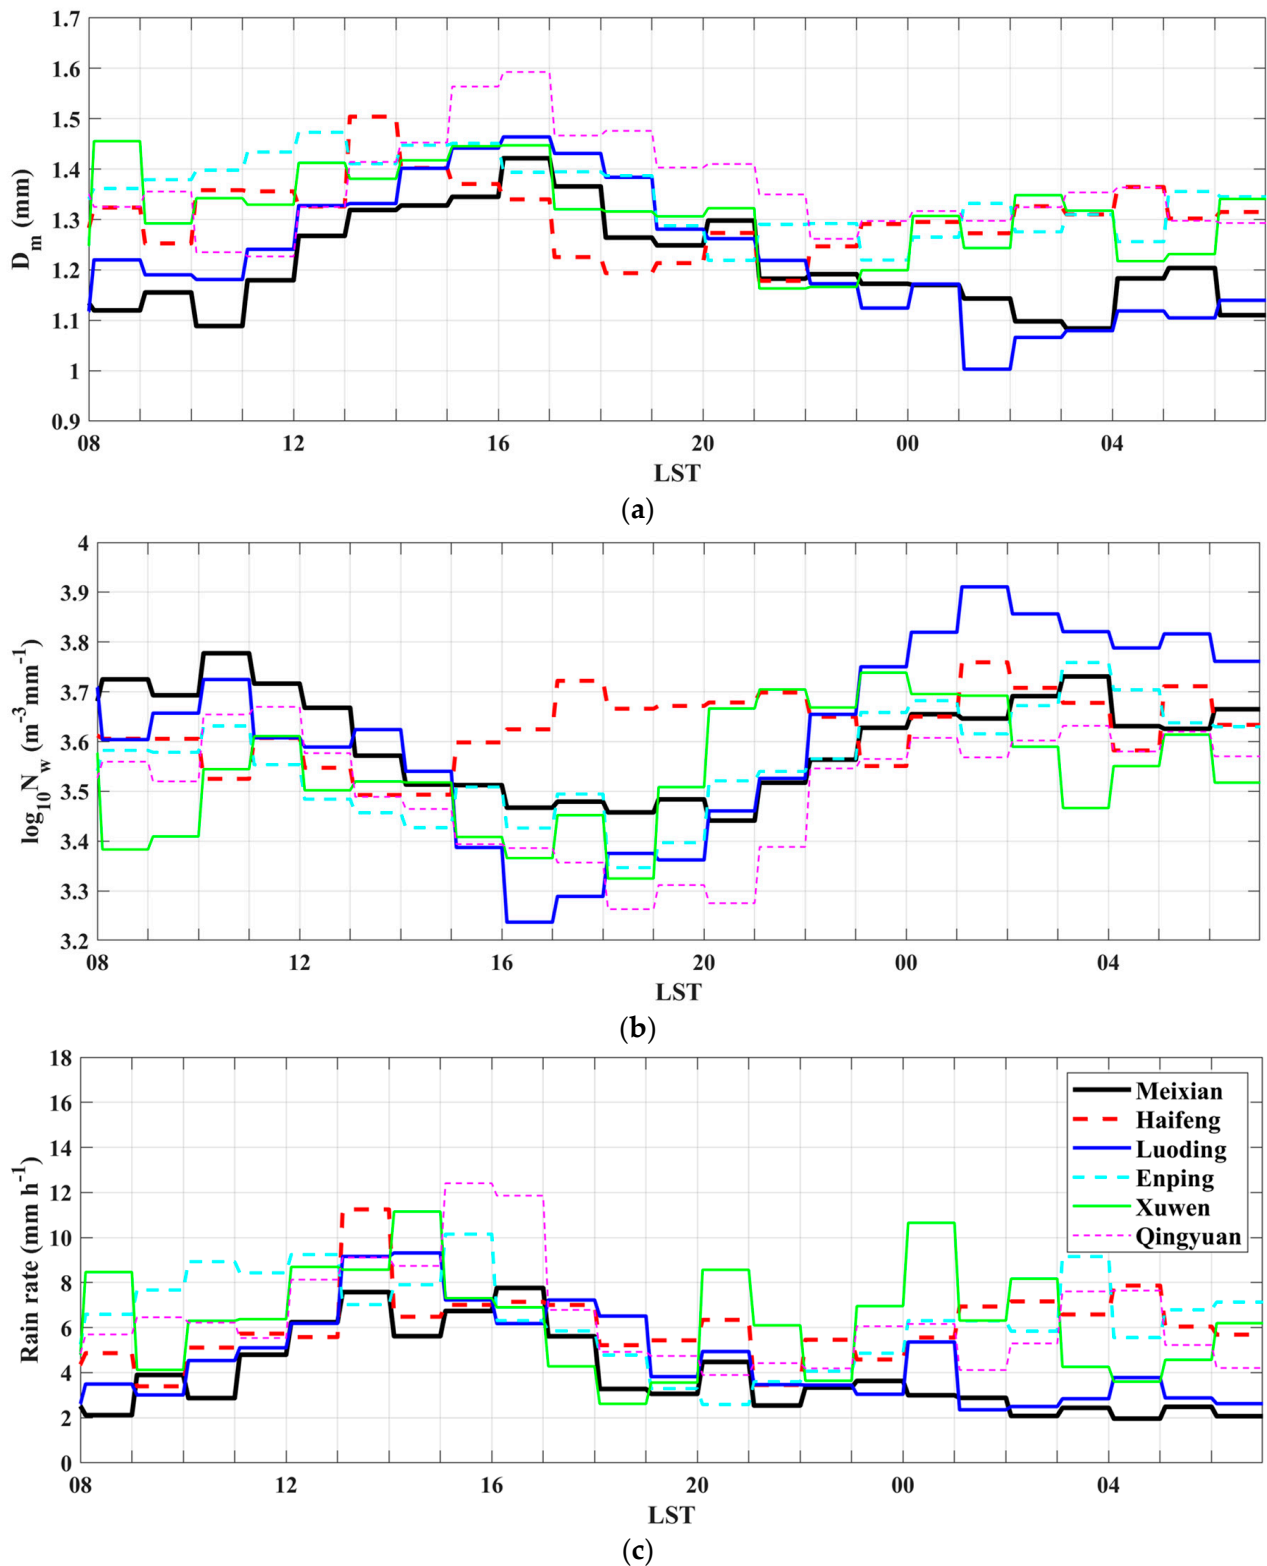 1.7
1.6
1.5
1.4
1.3
1.2
1.1
1
0.9
D_m (mm)
08 12 16 20 00 04
LST
(a)
4
3.9
3.8
3.7
3.6
3.5
3.4
3.3
3.2
log_10N_w (m^-3mm^-1)
08 12 16 20 00 04
LST
(b)
18
16
14
12
10
8
6
4
2
0
Rain rate (mm h^-1)
Meixian
Haifeng
Luoding
Enping
Xuwen
Qingyuan
08 12 16 20 00 04
LST
(c)